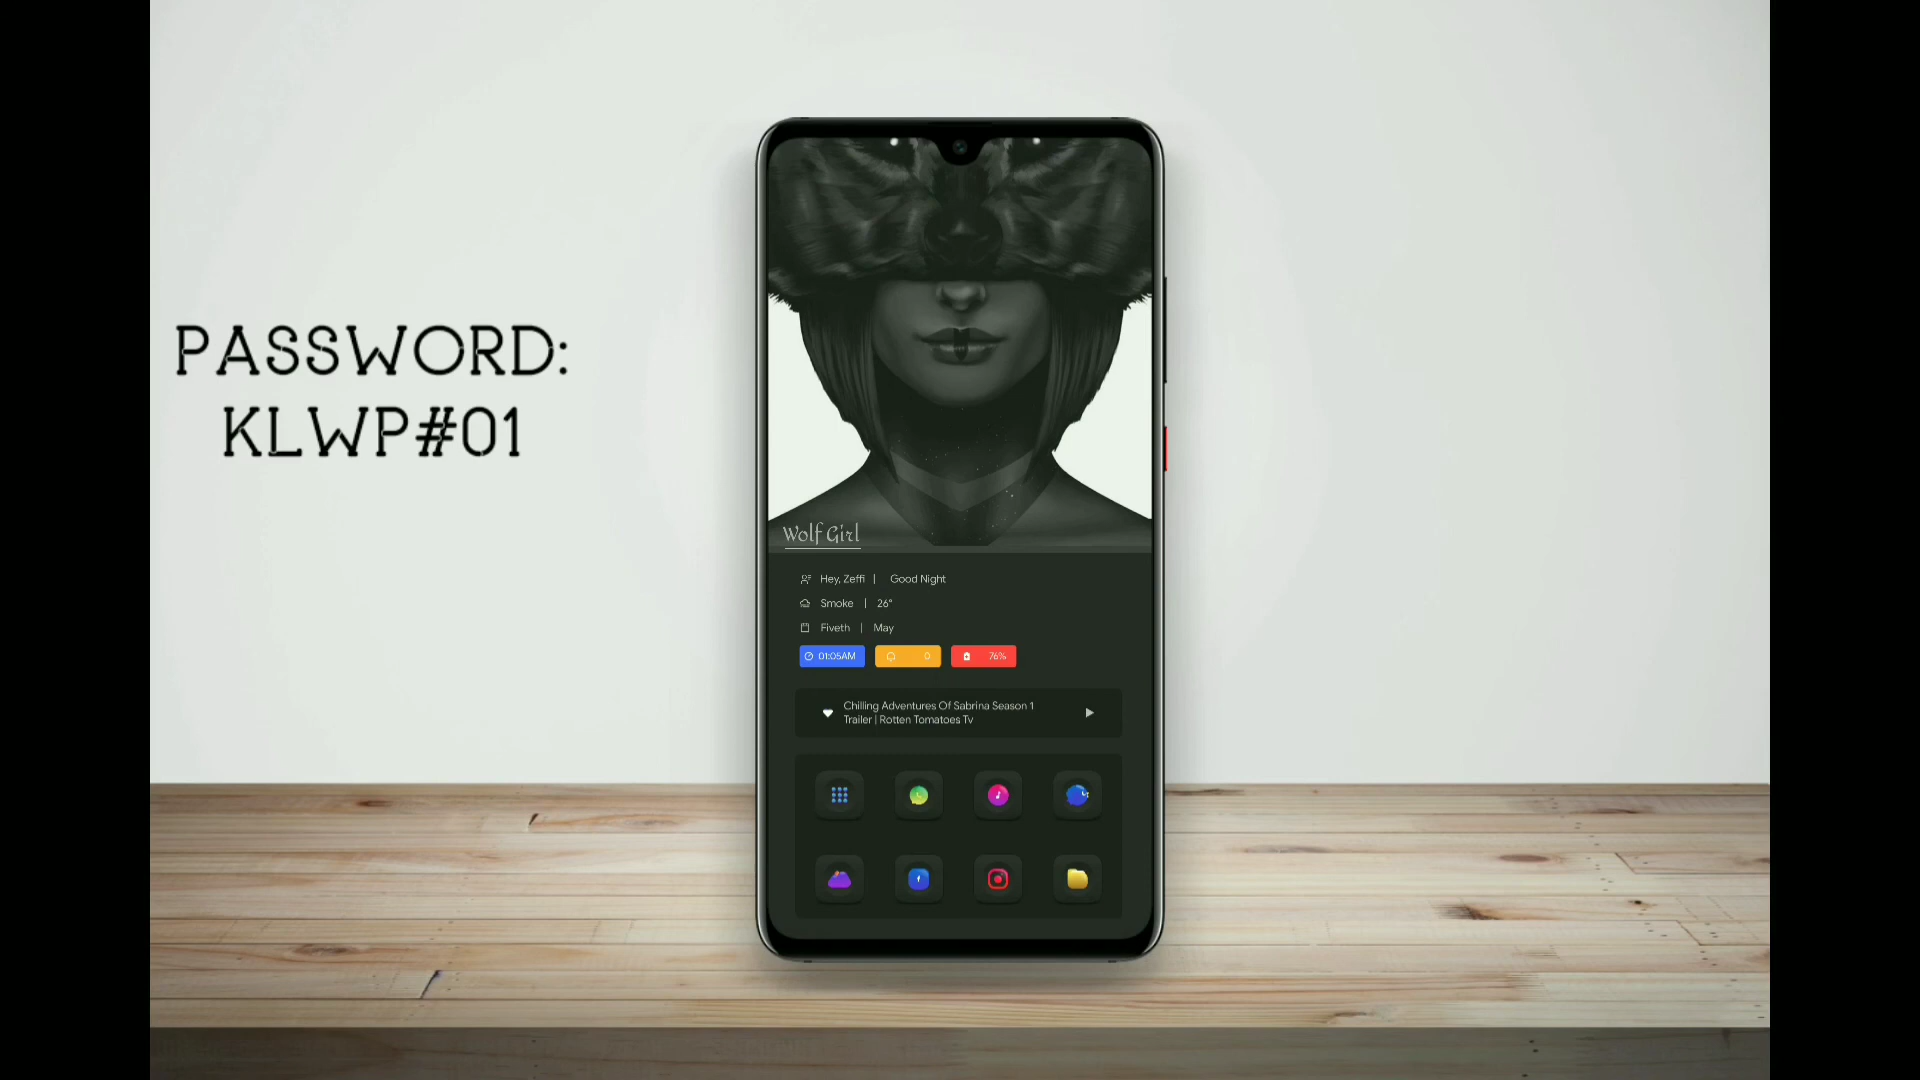 PASSWORD:
KLWP#01
Wolf Girl
Hey, Zeffi | Good Night
Smoke | 26°
Fiveth | May
01:05AM
0
76%
Chilling Adventures Of Sabrina Season 1
Trailer | Rotten Tomatoes Tv